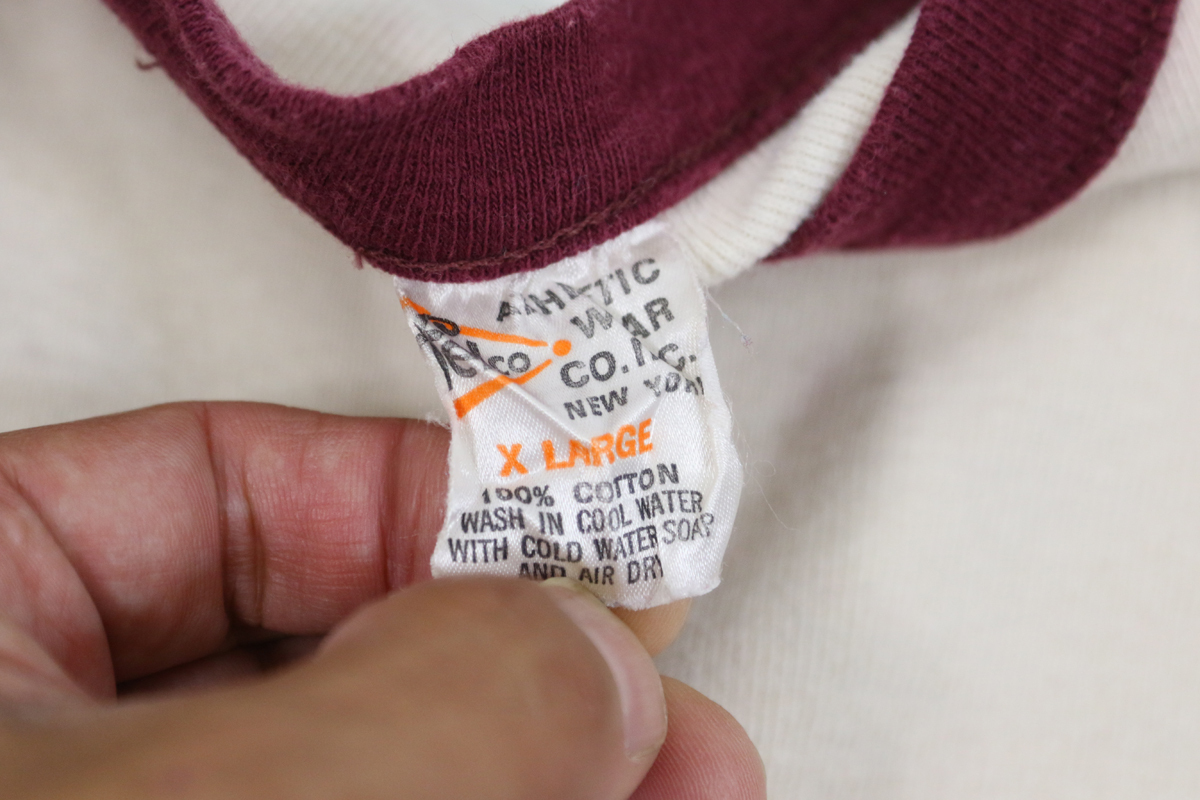 ATHLETIC
WEAR
CO. INC.
NEW YORK
X LARGE
100% COTTON
WASH IN COOL WATER
WITH COLD WATER SOAP
AND AIR DRY